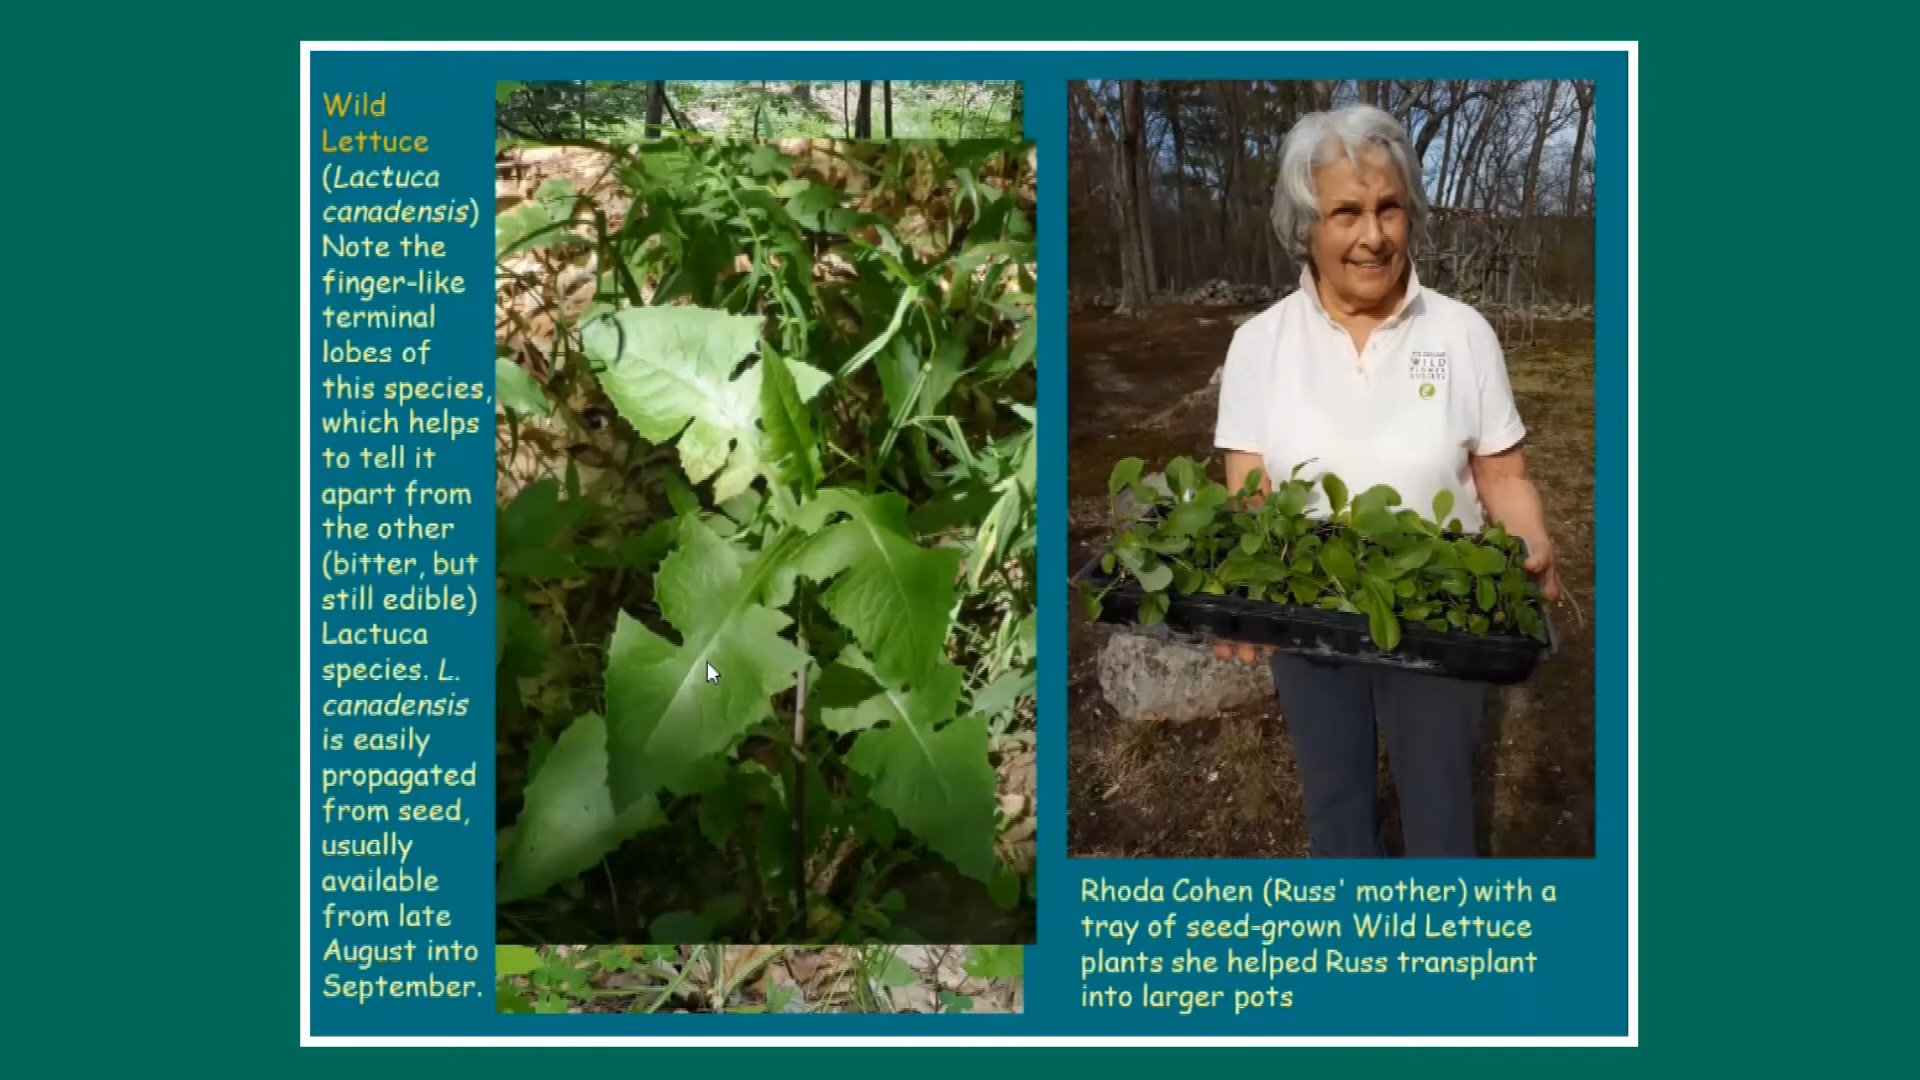 Wild
Lettuce
(Lactuca
canadensis)
Note the
finger-like
terminal
lobes of
this species,
which helps
to tell it
apart from
the other
(bitter, but
still edible)
Lactuca
species. L.
canadensis
is easily
propagated
from seed,
usually
available
from late
August into
September.
WILD
FLOWER
SOCIETY
Rhoda Cohen (Russ' mother) with a
tray of seed-grown Wild Lettuce
plants she helped Russ transplant
into larger pots